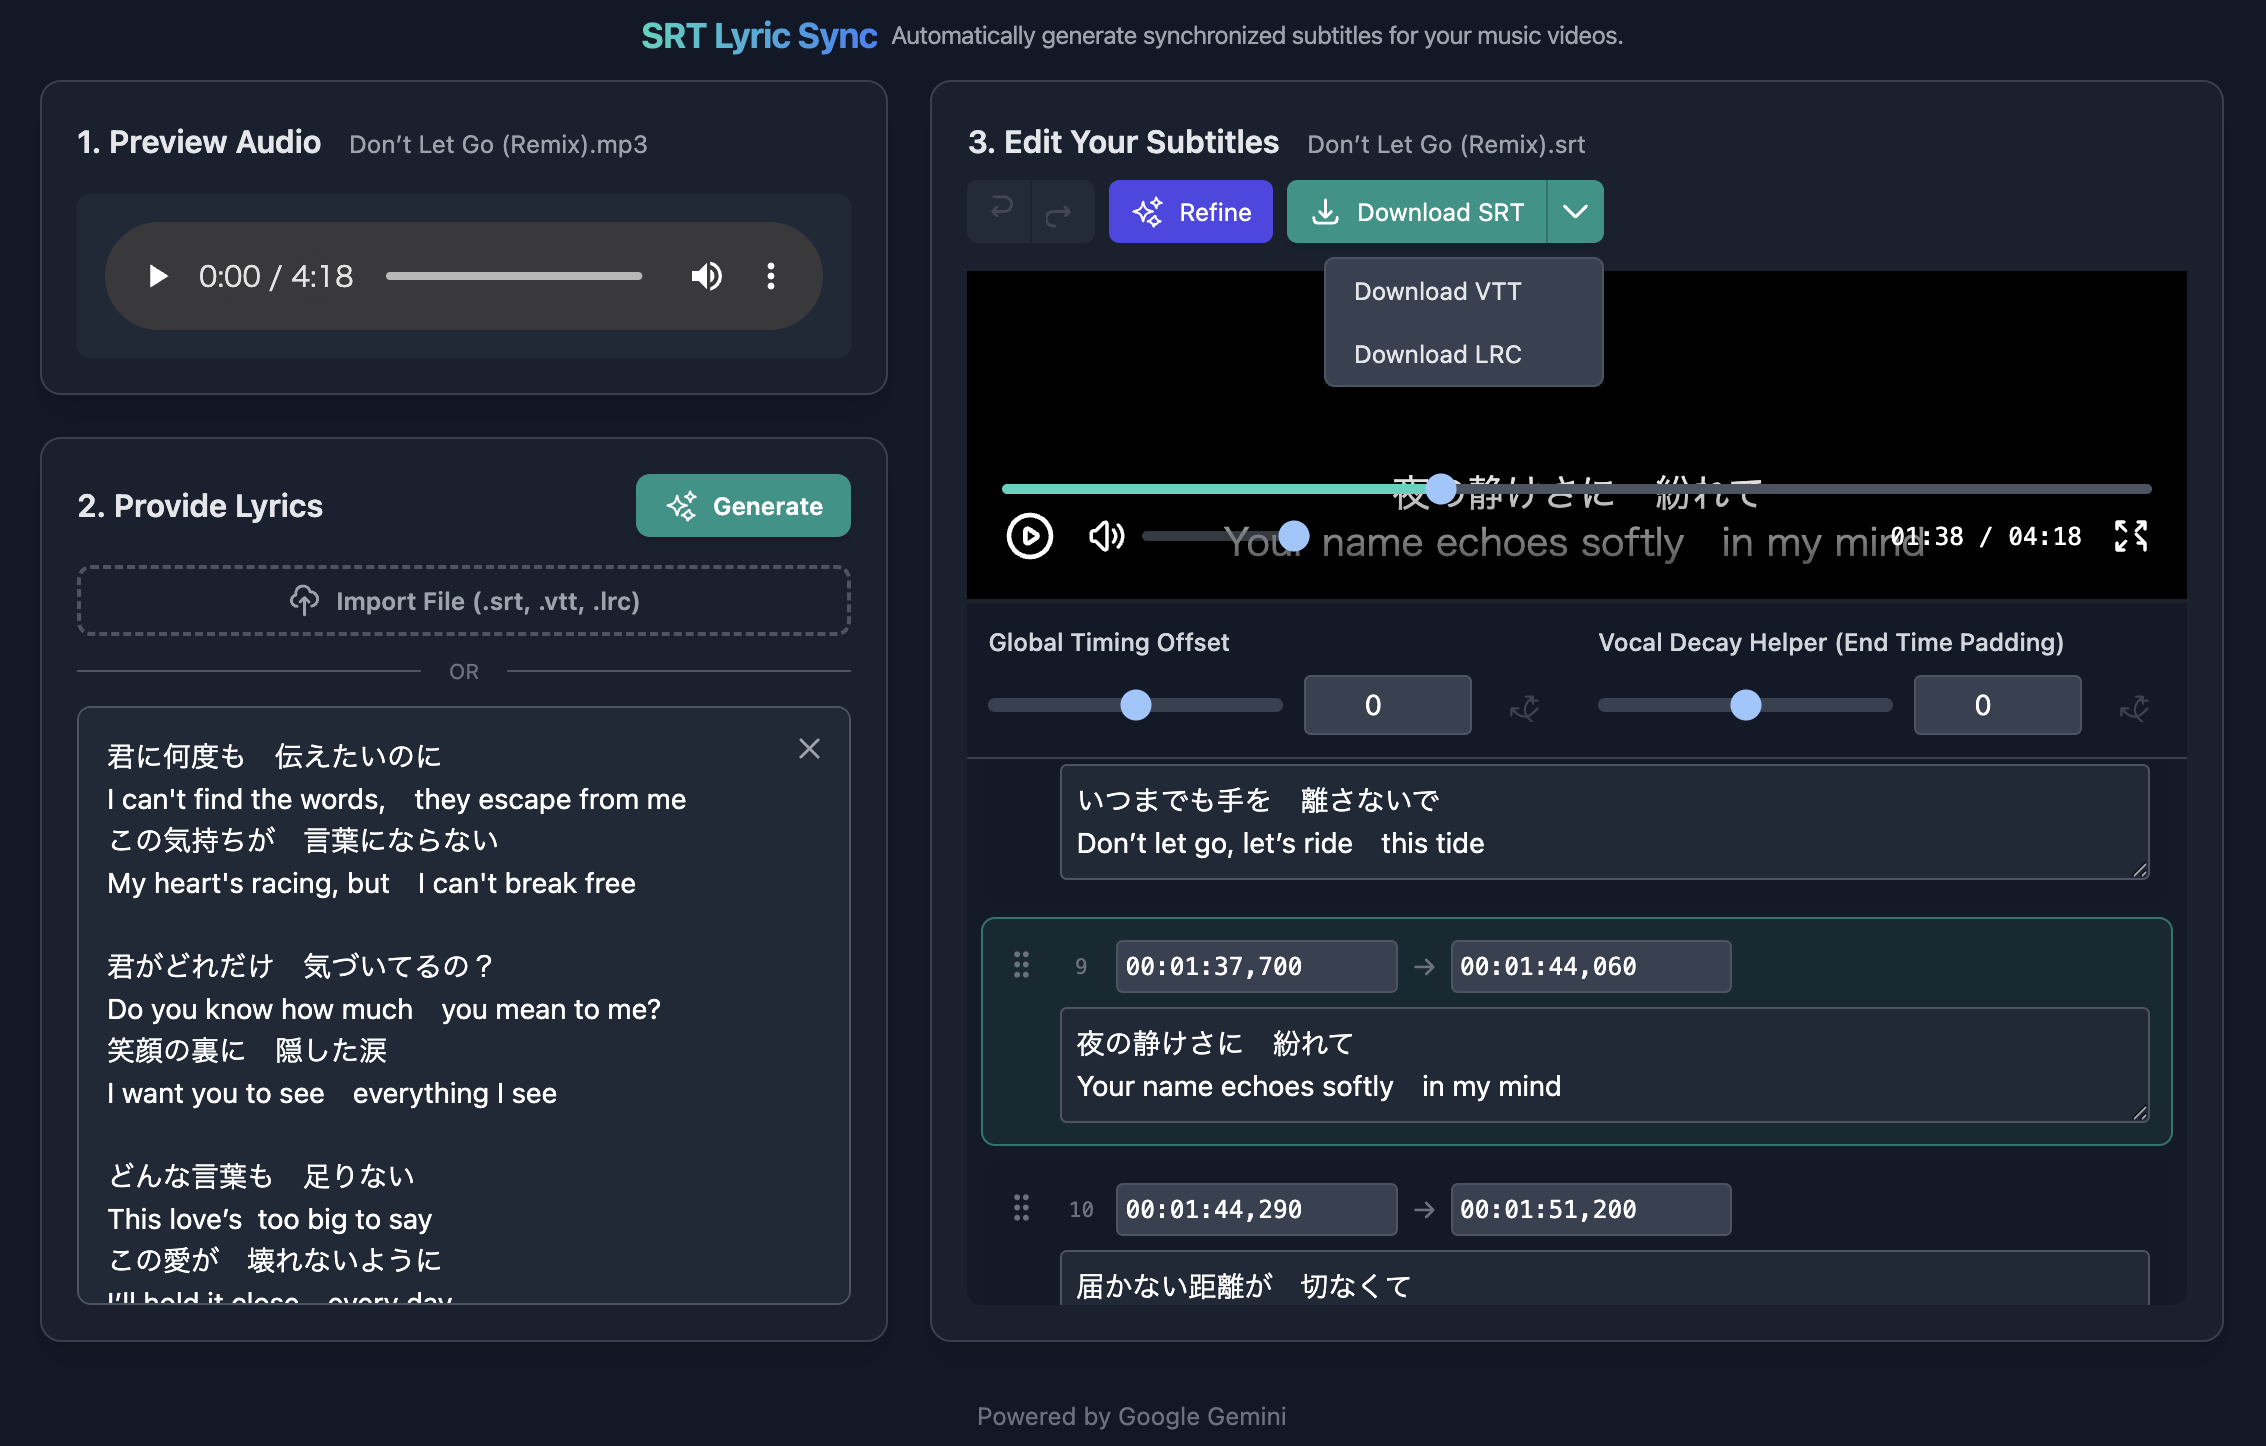 SRT Lyric Sync Automatically generate synchronized subtitles for your music videos.
1. Preview Audio Don’t Let Go (Remix).mp3
0:00 / 4:18
2. Provide Lyrics
Generate
Import File (.srt, .vtt, .lrc)
OR
君に何度も　伝えたいのに
I can't find the words,　they escape from me
この気持ちが　言葉にならない
My heart's racing, but　I can't break free
君がどれだけ　気づいてるの？
Do you know how much　you mean to me?
笑顔の裏に　隠した涙
I want you to see　everything I see
どんな言葉も　足りない
This love’s  too big to say
この愛が　壊れないように
I’ll hold it close　every day
3. Edit Your Subtitles Don’t Let Go (Remix).srt
Refine
Download SRT
Download VTT
Download LRC
夜の静けさに　紛れて
Your name echoes softly　in my mind
01:38 / 04:18
Global Timing Offset
0
Vocal Decay Helper (End Time Padding)
0
いつまでも手を　離さないで
Don’t let go, let’s ride　this tide
9 00:01:37,700 → 00:01:44,060
夜の静けさに　紛れて
Your name echoes softly　in my mind
10 00:01:44,290 → 00:01:51,200
届かない距離が　切なくて
Powered by Google Gemini